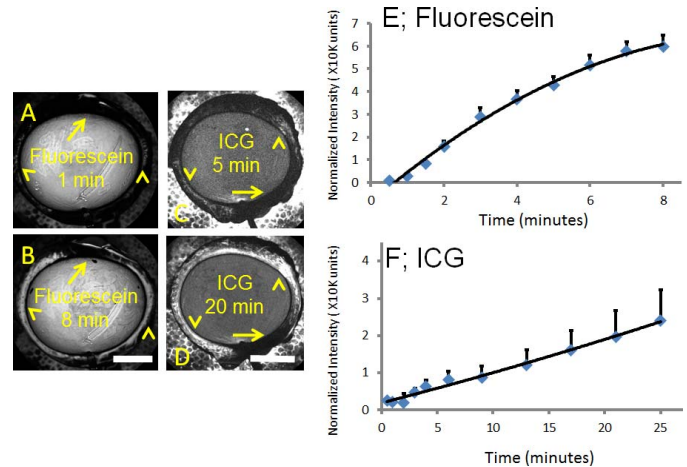 A
Fluorescein
1 min
B
Fluorescein
8 min
ICG
5 min
C
ICG
20 min
D
E; Fluorescein
Normalized Intensity ( X10K units)
7
6
5
4
3
2
1
0
0 2 4 6 8
Time (minutes)
F; ICG
Normalized Intensity (X10K units)
4
3
2
1
0
0 5 10 15 20 25
Time (minutes)